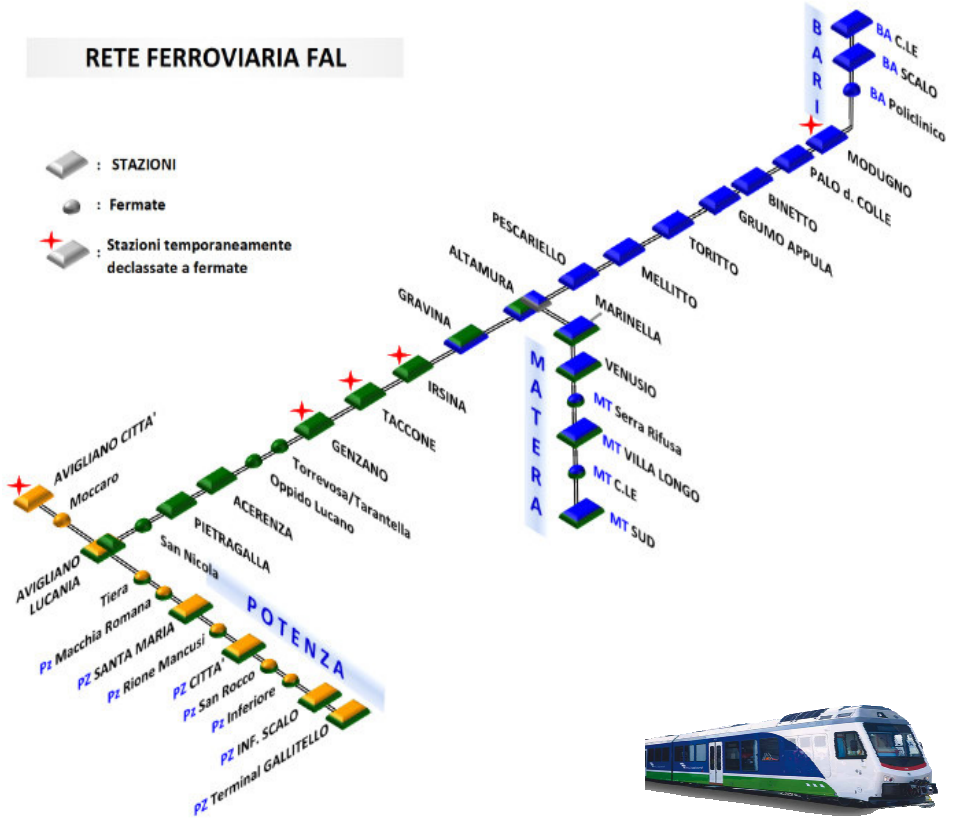 RETE FERROVIARIA FAL
: STAZIONI
: Fermate
: Stazioni temporaneamente
declassate a fermate
BARI
BA C.LE
BA SCALO
BA Policlinico
MODUGNO
PALO d. COLLE
BINETTO
GRUMO APPULA
TORITTO
MELLITTO
PESCARIELLO
ALTAMURA
MARINELLA
MATERA
VENUSIO
MT Serra Rifusa
MT VILLA LONGO
MT C.LE
MT SUD
GRAVINA
IRSINA
TACCONE
GENZANO
Torrevosa/Tarantella
Oppido Lucano
ACERENZA
PIETRAGALLA
San Nicola
AVIGLIANO CITTA'
Moccaro
AVIGLIANO
LUCANIA
POTENZA
Tiera
Pz Macchia Romana
PZ SANTA MARIA
Pz Rione Mancusi
PZ CITTA'
Pz San Rocco
Pz Inferiore
PZ INF. SCALO
PZ Terminal GALLITELLO